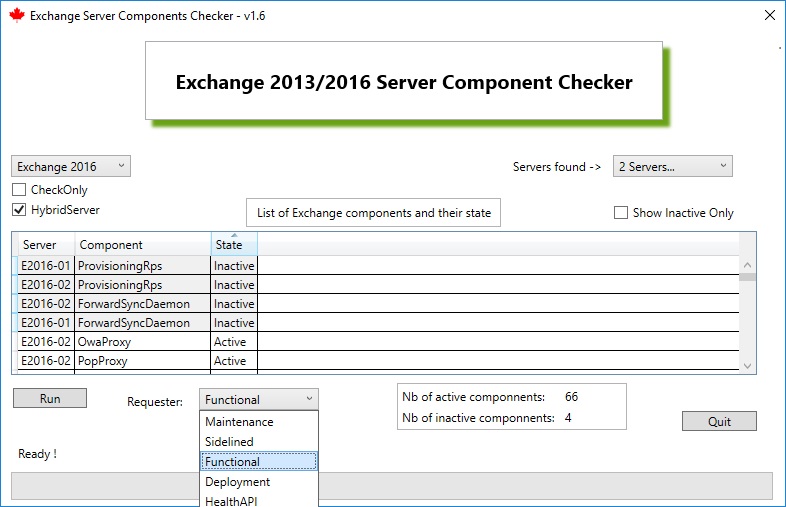 Exchange Server Components Checker - v1.6
Exchange 2013/2016 Server Component Checker
Exchange 2016
Servers found -> 2 Servers...
CheckOnly
HybridServer
List of Exchange components and their state
Show Inactive Only
Server Component State
E2016-01 ProvisioningRps Inactive
E2016-02 ProvisioningRps Inactive
E2016-02 ForwardSyncDaemon Inactive
E2016-01 ForwardSyncDaemon Inactive
E2016-02 OwaProxy Active
E2016-02 PopProxy Active
Run
Requester: Functional
Nb of active componnents: 66
Nb of inactive componnents: 4
Quit
Maintenance
Sidelined
Functional
Deployment
HealthAPI
Ready !